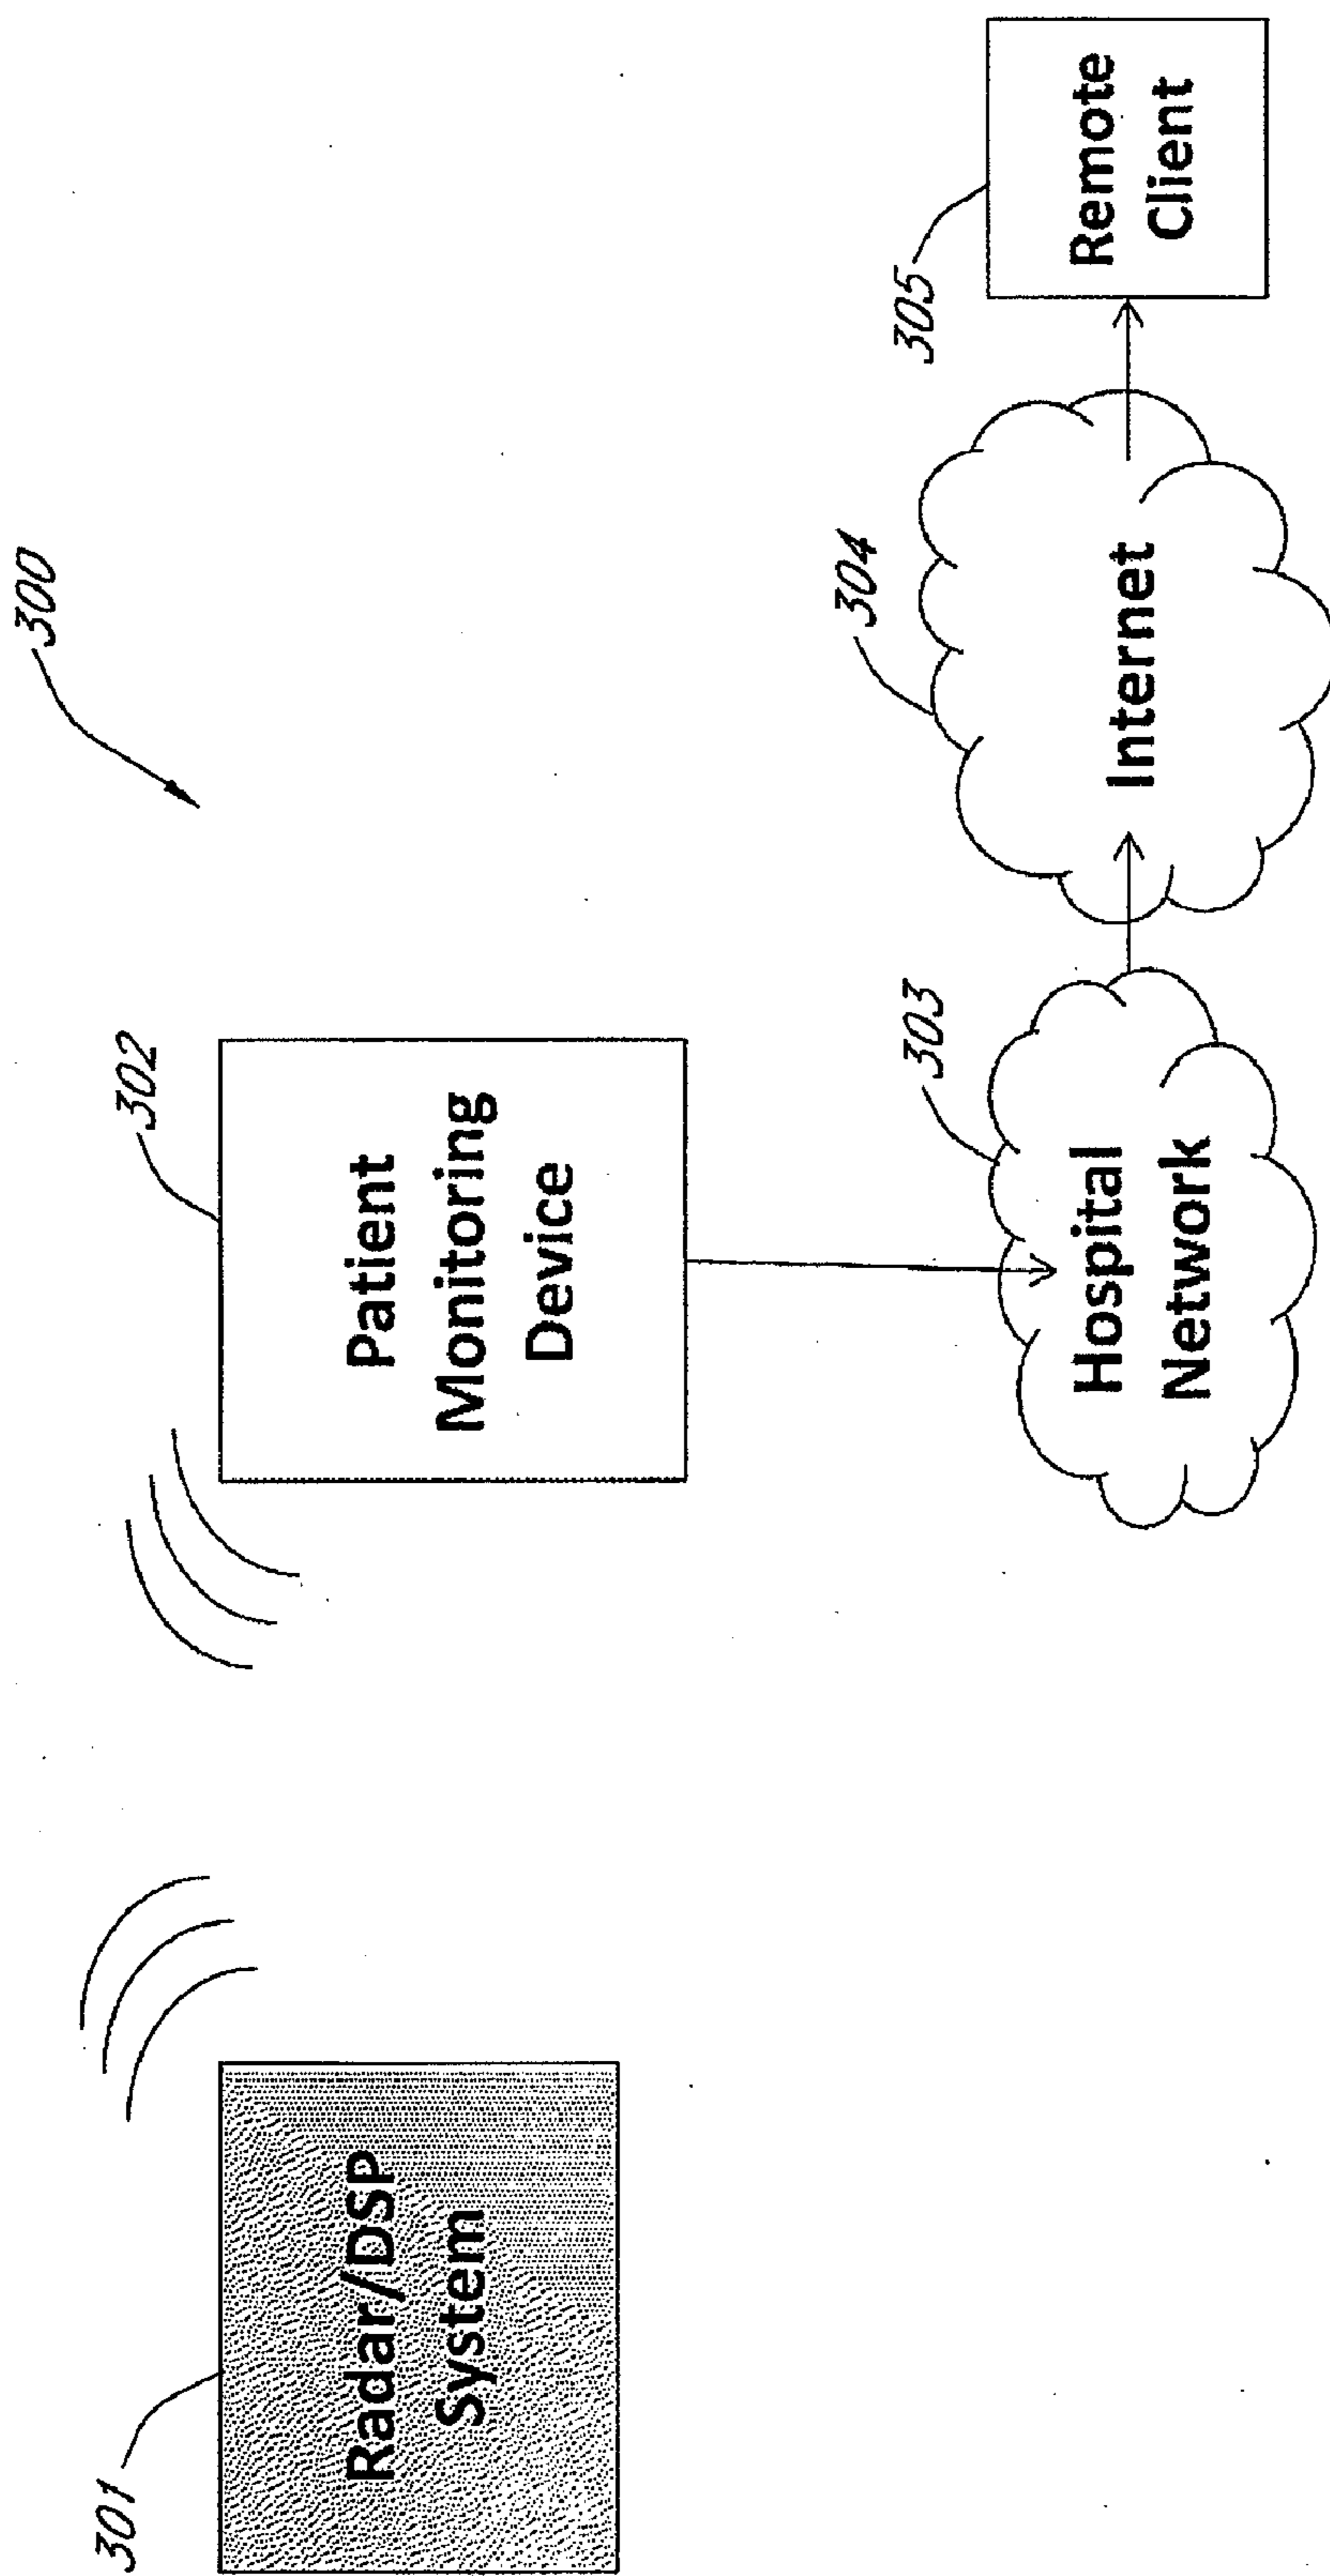 300
301
Radar/DSP
System
302
Patient
Monitoring
Device
303
Hospital
Network
304
Internet
305
Remote
Client